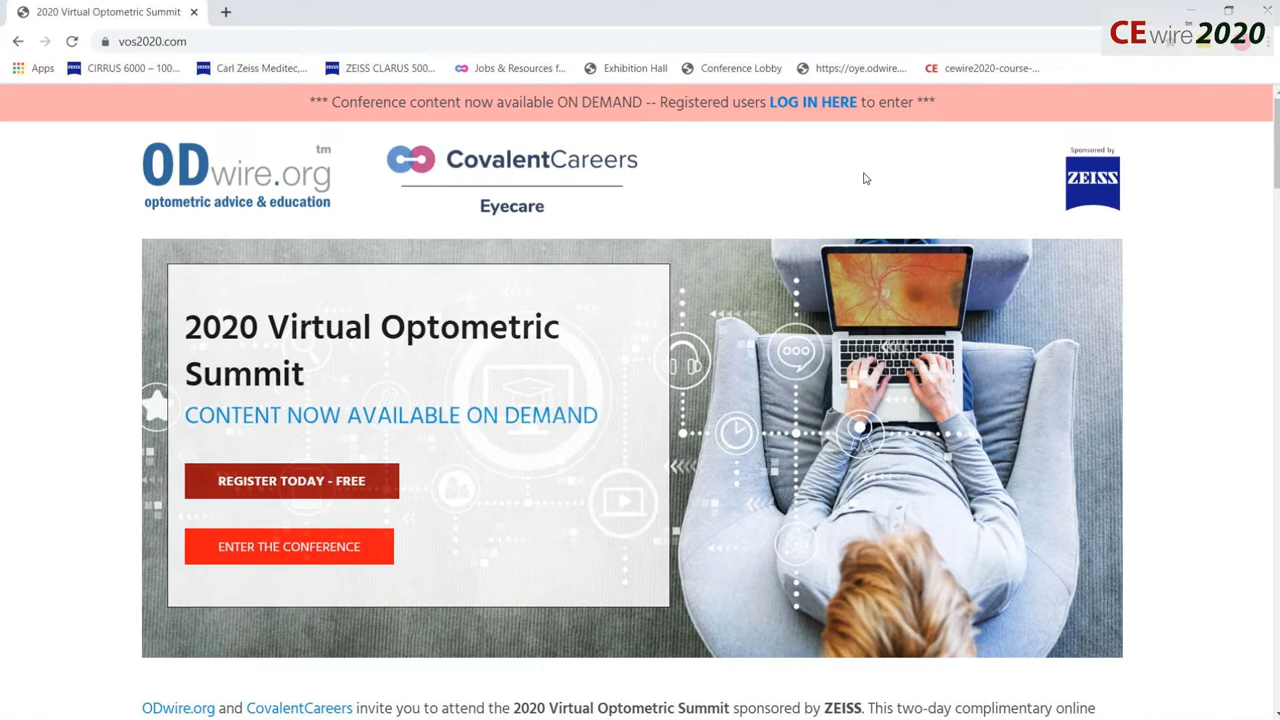 2020 Virtual Optometric Summit
vos2020.com
CEwire™2020
Apps
CIRRUS 6000 – 100...
Carl Zeiss Meditec,...
ZEISS CLARUS 500...
Jobs & Resources f...
Exhibition Hall
Conference Lobby
https://oye.odwire....
CE cewire2020-course-...
*** Conference content now available ON DEMAND -- Registered users LOG IN HERE to enter ***
ODwire.org™
optometric advice & education
CovalentCareers
Eyecare
Sponsored by
ZEISS
2020 Virtual Optometric
Summit
CONTENT NOW AVAILABLE ON DEMAND
REGISTER TODAY - FREE
ENTER THE CONFERENCE
ODwire.org and CovalentCareers invite you to attend the 2020 Virtual Optometric Summit sponsored by ZEISS. This two-day complimentary online